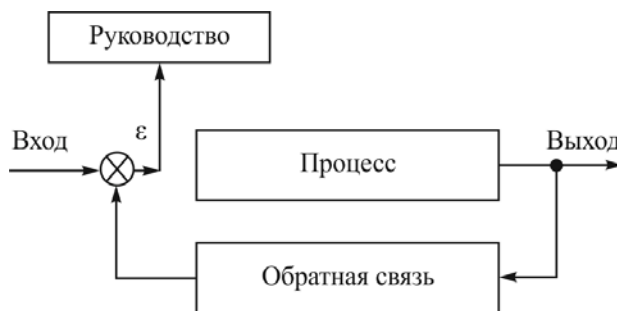 Руководство
Вход
ε
Процесс
Выход
Обратная связь